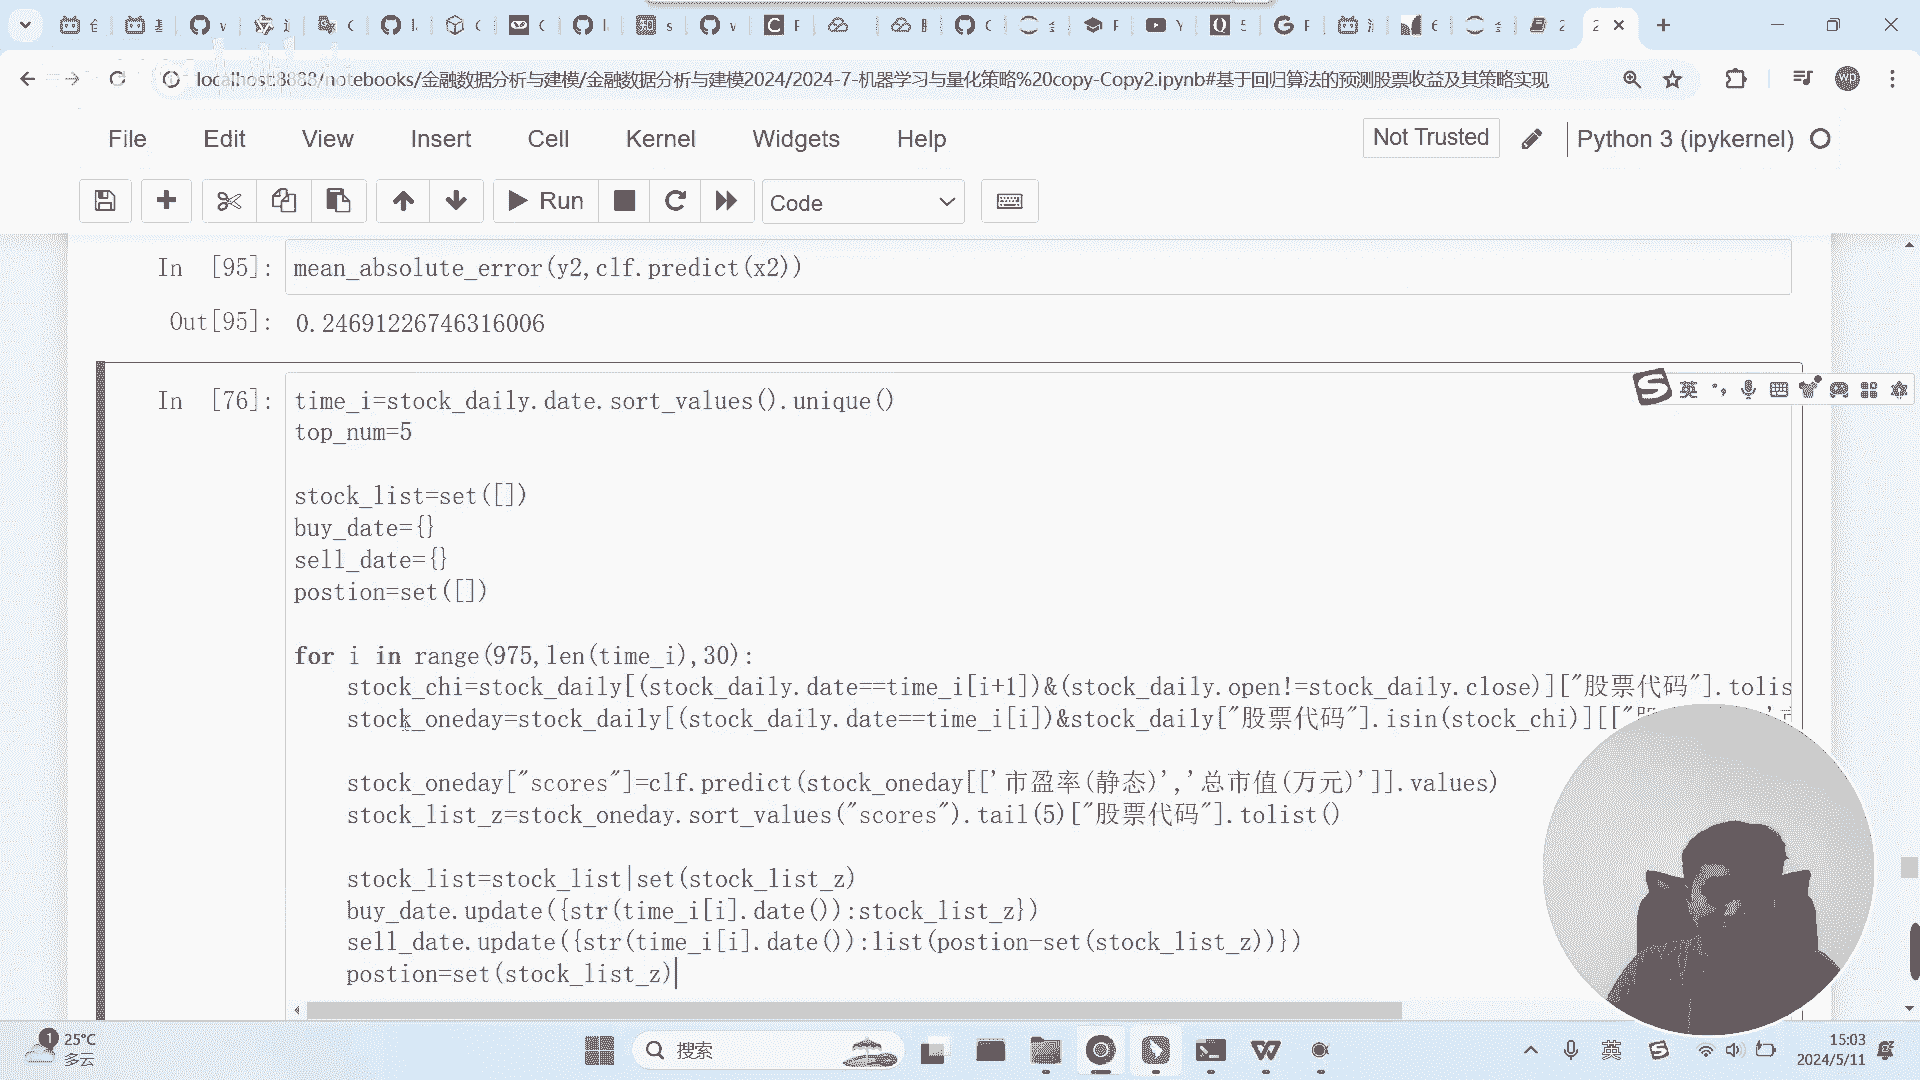 localhost:8888/notebooks/金融数据分析与建模/金融数据分析与建模2024/2024-7-机器学习与量化策略%20copy-Copy2.ipynb#基于回归算法的预测股票收益及其策略实现
wp
File Edit View Insert Cell Kernel Widgets Help
Not Trusted
Python 3 (ipykernel)
Run
Code
In [95]: mean_absolute_error(y2,clf.predict(x2))
Out[95]: 0.24691226746316006
In [76]: time_i=stock_daily.date.sort_values().unique()
top_num=5
stock_list=set([])
buy_date={}
sell_date={}
postion=set([])
for i in range(975,len(time_i),30):
stock_chi=stock_daily[(stock_daily.date==time_i[i+1])&(stock_daily.open!=stock_daily.close)]["股票代码"].tolis
stock_oneday=stock_daily[(stock_daily.date==time_i[i])&stock_daily["股票代码"].isin(stock_chi)][["
stock_oneday["scores"]=clf.predict(stock_oneday[['市盈率(静态)','总市值(万元)']].values)
stock_list_z=stock_oneday.sort_values("scores").tail(5)["股票代码"].tolist()
stock_list=stock_list|set(stock_list_z)
buy_date.update({str(time_i[i].date()):stock_list_z})
sell_date.update({str(time_i[i].date()):list(postion-set(stock_list_z))})
postion=set(stock_list_z)
英
1
25°C
多云
搜索
英
15:03
2024/5/11